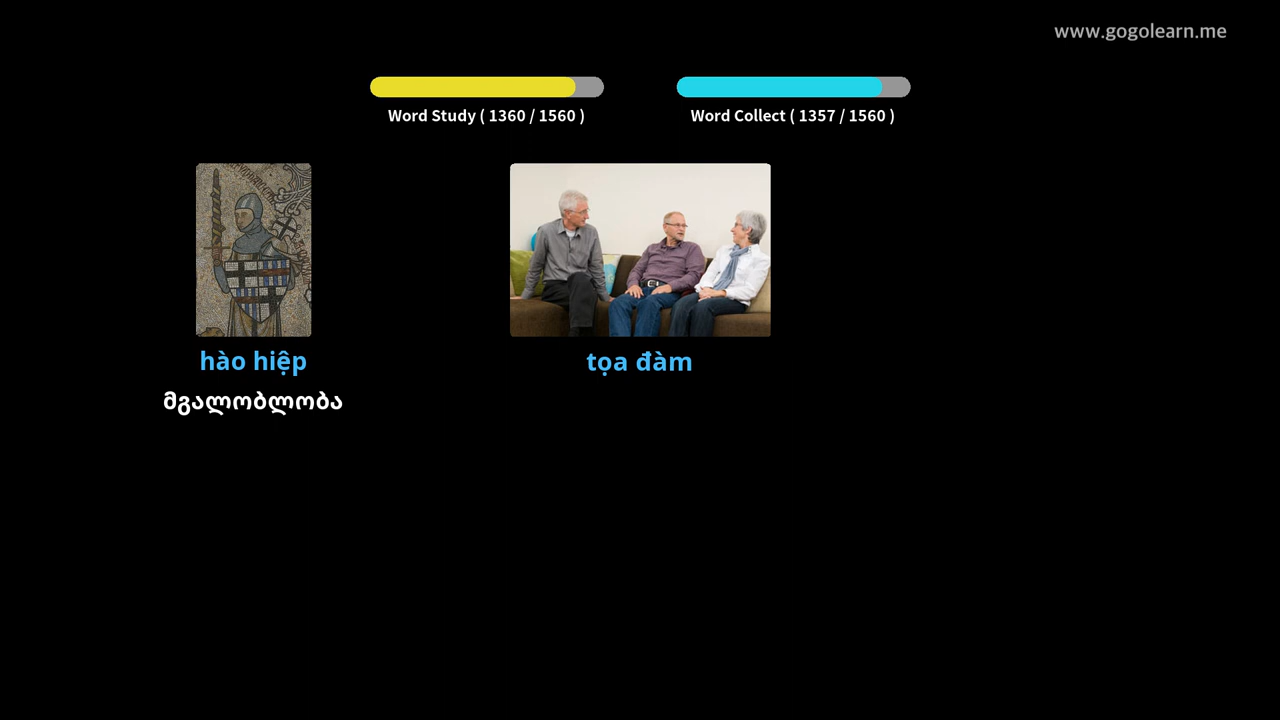 www.gogolearn.me
Word Study ( 1360 / 1560 )
Word Collect ( 1357 / 1560 )
hào hiệp
tọa đàm
მგალობლობა